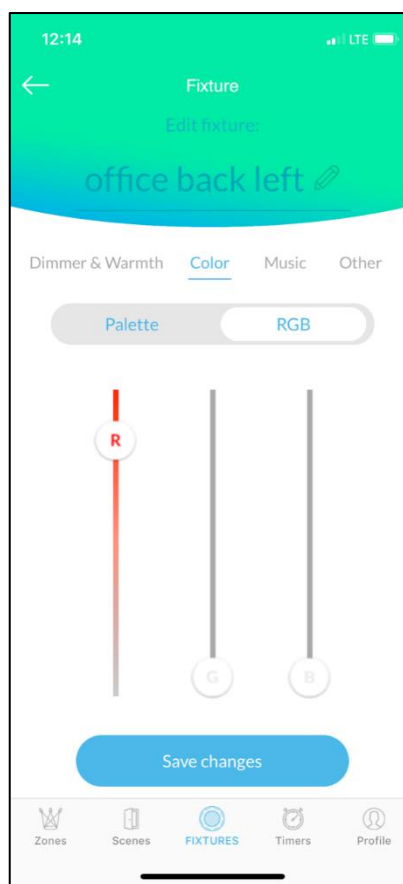 12:14 LTE
Fixture
Edit fixture:
office back left
Dimmer & Warmth Color Music Other
Palette RGB
R
G B
Save changes
Zones Scenes FIXTURES Timers Profile